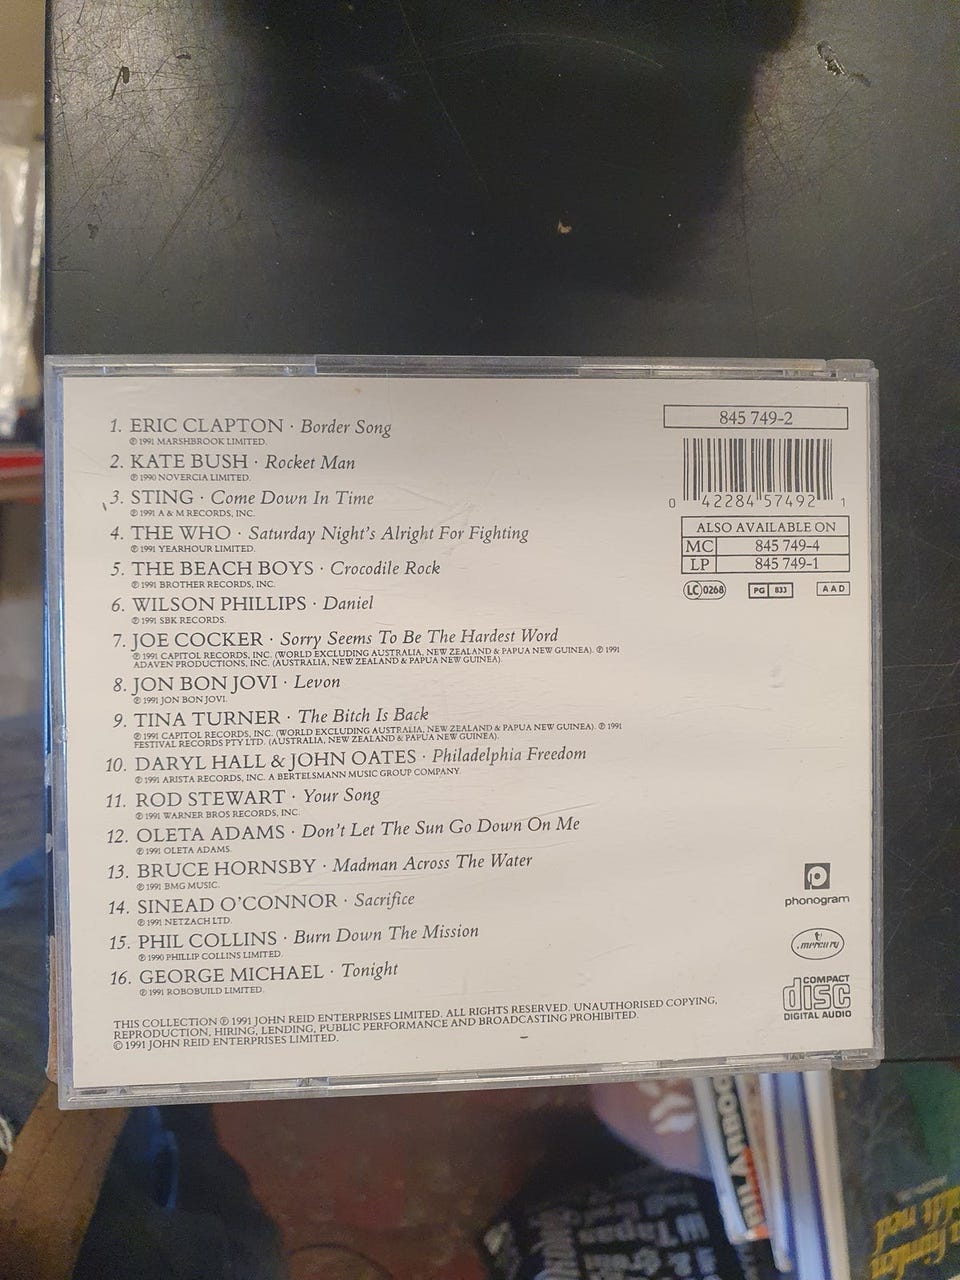 1. ERIC CLAPTON · Border Song
℗ 1991 MARSHBROOK LIMITED.
2. KATE BUSH · Rocket Man
℗ 1990 NOVERCIA LIMITED.
3. STING · Come Down In Time
℗ 1991 A & M RECORDS, INC.
4. THE WHO · Saturday Night's Alright For Fighting
℗ 1991 YEARHOUR LIMITED.
5. THE BEACH BOYS · Crocodile Rock
℗ 1991 BROTHER RECORDS, INC.
6. WILSON PHILLIPS · Daniel
℗ 1991 SBK RECORDS.
7. JOE COCKER · Sorry Seems To Be The Hardest Word
℗ 1991 CAPITOL RECORDS, INC. (WORLD EXCLUDING AUSTRALIA, NEW ZEALAND & PAPUA NEW GUINEA). ℗ 1991
ADAVEN PRODUCTIONS, INC. (AUSTRALIA, NEW ZEALAND & PAPUA NEW GUINEA).
8. JON BON JOVI · Levon
℗ 1991 JON BON JOVI.
9. TINA TURNER · The Bitch Is Back
℗ 1991 CAPITOL RECORDS, INC. (WORLD EXCLUDING AUSTRALIA, NEW ZEALAND & PAPUA NEW GUINEA). ℗ 1991
FESTIVAL RECORDS PTY LTD. (AUSTRALIA, NEW ZEALAND & PAPUA NEW GUINEA).
10. DARYL HALL & JOHN OATES · Philadelphia Freedom
℗ 1991 ARISTA RECORDS, INC. A BERTELSMANN MUSIC GROUP COMPANY.
11. ROD STEWART · Your Song
℗ 1991 WARNER BROS RECORDS, INC.
12. OLETA ADAMS · Don't Let The Sun Go Down On Me
℗ 1991 OLETA ADAMS.
13. BRUCE HORNSBY · Madman Across The Water
℗ 1991 BMG MUSIC.
14. SINEAD O'CONNOR · Sacrifice
℗ 1991 NETZACH LTD.
15. PHIL COLLINS · Burn Down The Mission
℗ 1990 PHILLIP COLLINS LIMITED.
16. GEORGE MICHAEL · Tonight
℗ 1991 ROBOBUILD LIMITED.
THIS COLLECTION ℗ 1991 JOHN REID ENTERPRISES LIMITED. ALL RIGHTS RESERVED. UNAUTHORISED COPYING,
REPRODUCTION, HIRING, LENDING, PUBLIC PERFORMANCE AND BROADCASTING PROHIBITED.
© 1991 JOHN REID ENTERPRISES LIMITED.
845 749-2
0 42284 57492 1
ALSO AVAILABLE ON
MC 845 749-4
LP 845 749-1
LC 0268 PG 833 AAD
phonogram
mercury
COMPACT
disc
DIGITAL AUDIO